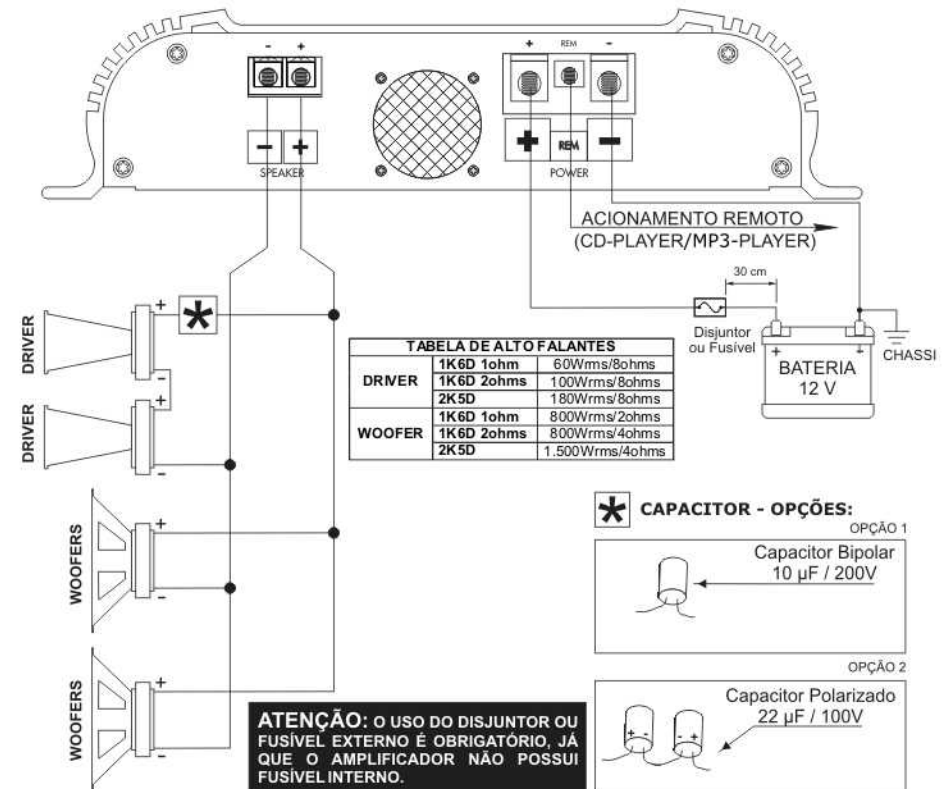 - +
+ REM -
- +
SPEAKER
+ REM -
POWER
ACIONAMENTO REMOTO
(CD-PLAYER/MP3-PLAYER)
30 cm
Disjuntor
ou Fusível
+ -
BATERIA
12 V
CHASSI
DRIVER
+
*
-
DRIVER
+
-
TABELA DE ALTO FALANTES
DRIVER
1K6D 1ohm 60Wrms/8ohms
1K6D 2ohms 100Wrms/8ohms
2K5D 180Wrms/8ohms
WOOFER
1K6D 1ohm 800Wrms/2ohms
1K6D 2ohms 800Wrms/4ohms
2K5D 1.500Wrms/4ohms
WOOFERS
+
-
WOOFERS
+
-
* CAPACITOR - OPÇÕES:
OPÇÃO 1
Capacitor Bipolar
10 µF / 200V
OPÇÃO 2
Capacitor Polarizado
22 µF / 100V
+ - - +
ATENÇÃO: O USO DO DISJUNTOR OU
FUSÍVEL EXTERNO É OBRIGATÓRIO, JÁ
QUE O AMPLIFICADOR NÃO POSSUI
FUSÍVEL INTERNO.